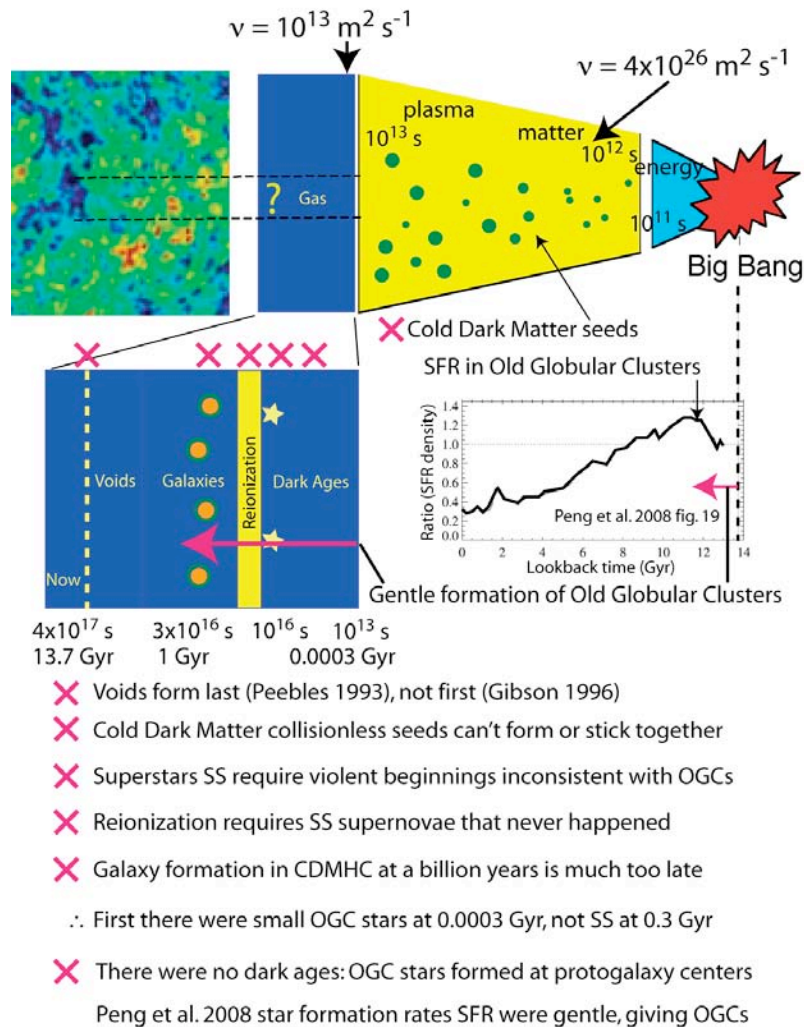 ν = 10¹³ m² s⁻¹
ν = 4x10²⁶ m² s⁻¹
plasma
matter
10¹³ s
10¹² s
energy
? Gas
10¹¹ s
Big Bang
Cold Dark Matter seeds
SFR in Old Globular Clusters
Ratio (SFR density)
1.4
1.2
1.0
0.8
0.6
0.4
0.2
0.0
Peng et al. 2008 fig. 19
0 2 4 6 8 10 12 14
Lookback time (Gyr)
Voids
Galaxies
Reionization
Dark Ages
Now
Gentle formation of Old Globular Clusters
4x10¹⁷ s 3x10¹⁶ s 10¹⁶ s 10¹³ s
13.7 Gyr 1 Gyr 0.0003 Gyr
Voids form last (Peebles 1993), not first (Gibson 1996)
Cold Dark Matter collisionless seeds can't form or stick together
Superstars SS require violent beginnings inconsistent with OGCs
Reionization requires SS supernovae that never happened
Galaxy formation in CDMHC at a billion years is much too late
∴ First there were small OGC stars at 0.0003 Gyr, not SS at 0.3 Gyr
There were no dark ages: OGC stars formed at protogalaxy centers
Peng et al. 2008 star formation rates SFR were gentle, giving OGCs